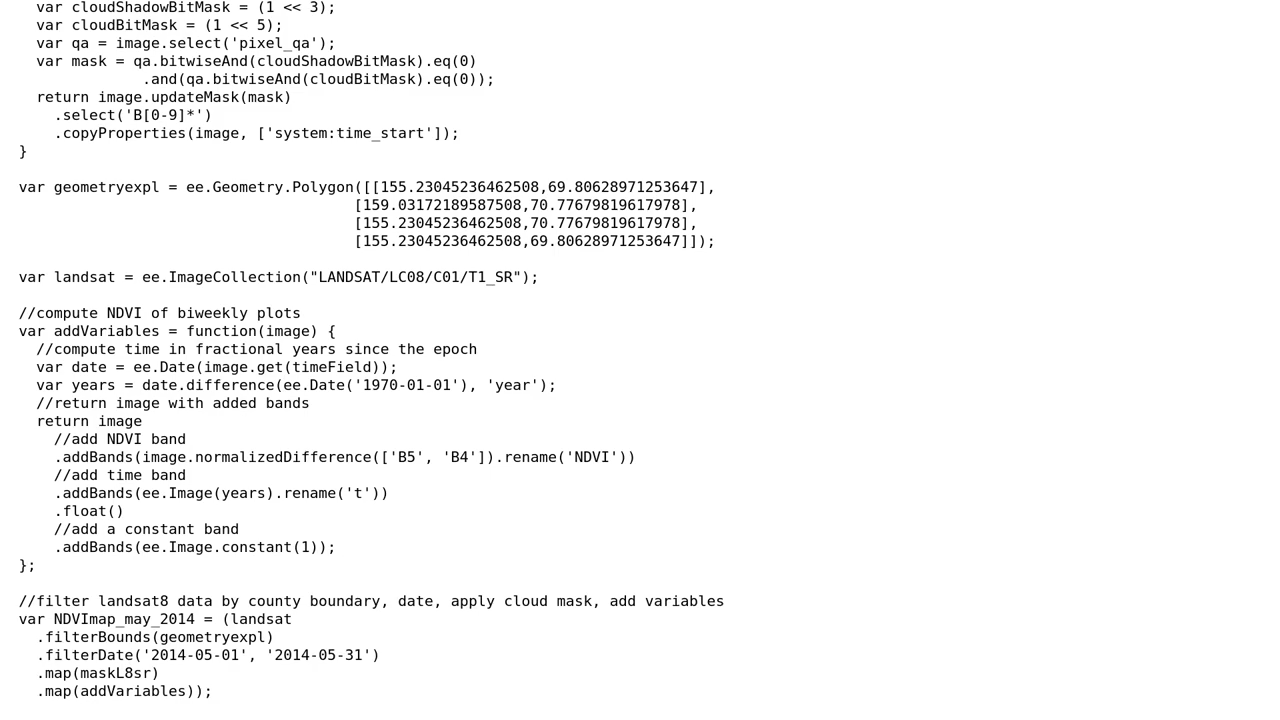 var cloudShadowBitMask = (1 << 3);
var cloudBitMask = (1 << 5);
var qa = image.select('pixel_qa');
var mask = qa.bitwiseAnd(cloudShadowBitMask).eq(0)
.and(qa.bitwiseAnd(cloudBitMask).eq(0));
return image.updateMask(mask)
.select('B[0-9]*')
.copyProperties(image, ['system:time_start']);
}
var geometryexpl = ee.Geometry.Polygon([[155.23045236462508,69.80628971253647],
[159.03172189587508,70.77679819617978],
[155.23045236462508,70.77679819617978],
[155.23045236462508,69.80628971253647]]);
var landsat = ee.ImageCollection("LANDSAT/LC08/C01/T1_SR");
//compute NDVI of biweekly plots
var addVariables = function(image) {
//compute time in fractional years since the epoch
var date = ee.Date(image.get(timeField));
var years = date.difference(ee.Date('1970-01-01'), 'year');
//return image with added bands
return image
//add NDVI band
.addBands(image.normalizedDifference(['B5', 'B4']).rename('NDVI'))
//add time band
.addBands(ee.Image(years).rename('t'))
.float()
//add a constant band
.addBands(ee.Image.constant(1));
};
//filter landsat8 data by county boundary, date, apply cloud mask, add variables
var NDVImap_may_2014 = (landsat
.filterBounds(geometryexpl)
.filterDate('2014-05-01', '2014-05-31')
.map(maskL8sr)
.map(addVariables));